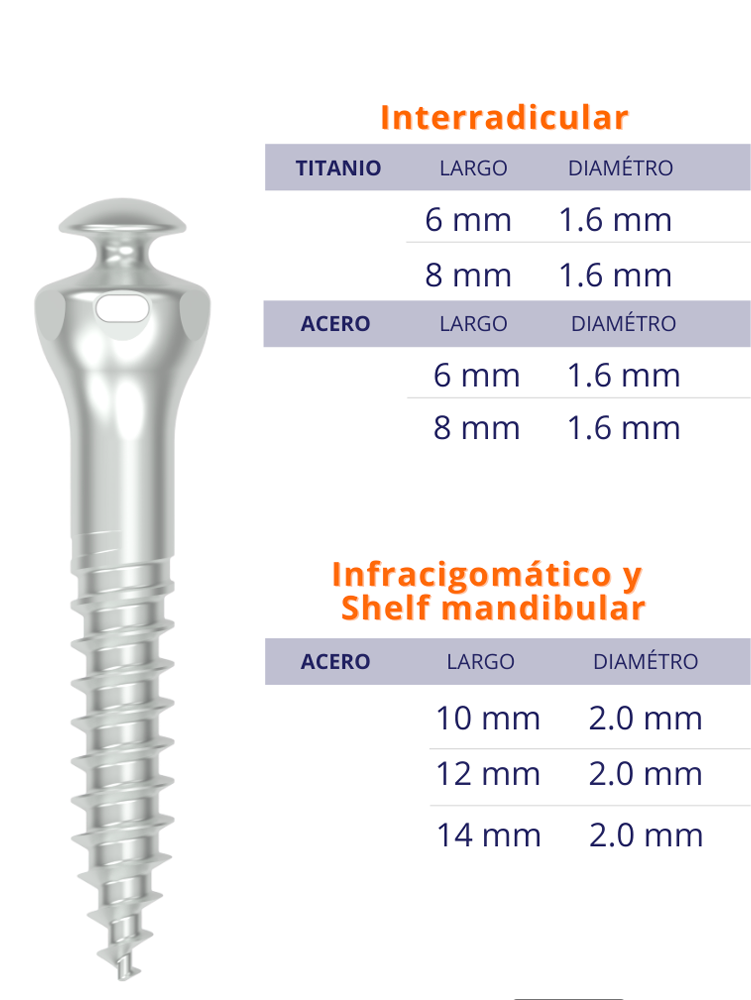 Interradicular
TITANIO LARGO DIAMÉTRO
6 mm 1.6 mm
8 mm 1.6 mm
ACERO LARGO DIAMÉTRO
6 mm 1.6 mm
8 mm 1.6 mm
Infracigomático y
Shelf mandibular
ACERO LARGO DIAMÉTRO
10 mm 2.0 mm
12 mm 2.0 mm
14 mm 2.0 mm